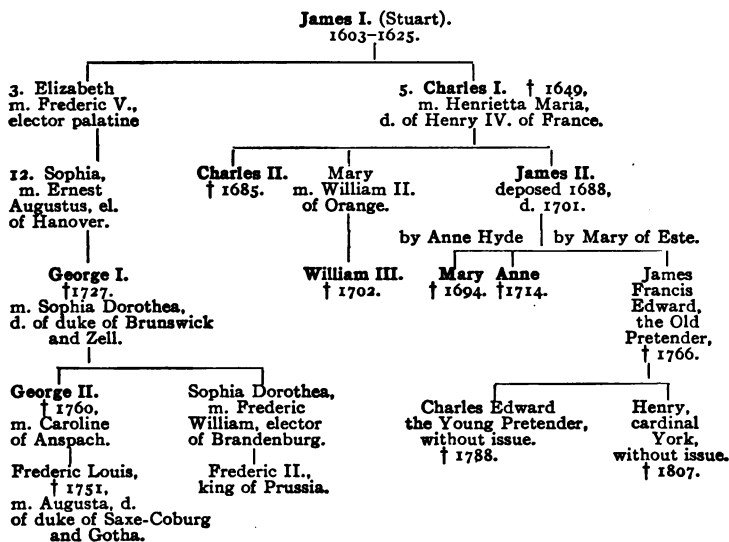 James I. (Stuart).
1603–1625.
3. Elizabeth
m. Frederic V.,
elector palatine
5. Charles I. † 1649,
m. Henrietta Maria,
d. of Henry IV. of France.
12. Sophia,
m. Ernest
Augustus, el.
of Hanover.
Charles II.
† 1685.
Mary
m. William II.
of Orange.
James II.
deposed 1688,
d. 1701.
by Anne Hyde
by Mary of Este.
George I.
†1727.
m. Sophia Dorothea,
d. of duke of Brunswick
and Zell.
William III.
† 1702.
Mary
† 1694.
Anne
†1714.
James
Francis
Edward,
the Old
Pretender,
† 1766.
George II.
† 1760,
m. Caroline
of Anspach.
Sophia Dorothea,
m. Frederic
William, elector
of Brandenburg.
Charles Edward
the Young Pretender,
without issue.
† 1788.
Henry,
cardinal
York,
without issue.
† 1807.
Frederic Louis,
† 1751,
m. Augusta, d.
of duke of Saxe-Coburg
and Gotha.
Frederic II.,
king of Prussia.